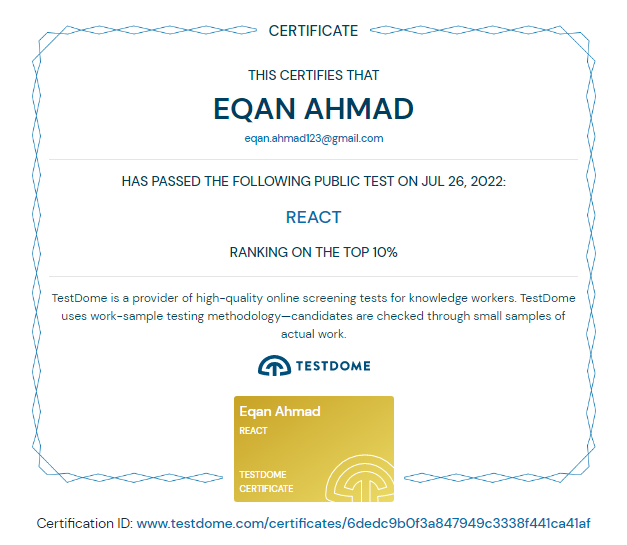 CERTIFICATE
THIS CERTIFIES THAT
EQAN AHMAD
eqan.ahmad123@gmail.com
HAS PASSED THE FOLLOWING PUBLIC TEST ON JUL 26, 2022:
REACT
RANKING ON THE TOP 10%
TestDome is a provider of high-quality online screening tests for knowledge workers. TestDome
uses work-sample testing methodology—candidates are checked through small samples of
actual work.
TESTDOME
Eqan Ahmad
REACT
TESTDOME
CERTIFICATE
Certification ID: www.testdome.com/certificates/6dedc9b0f3a847949c3338f441ca41af